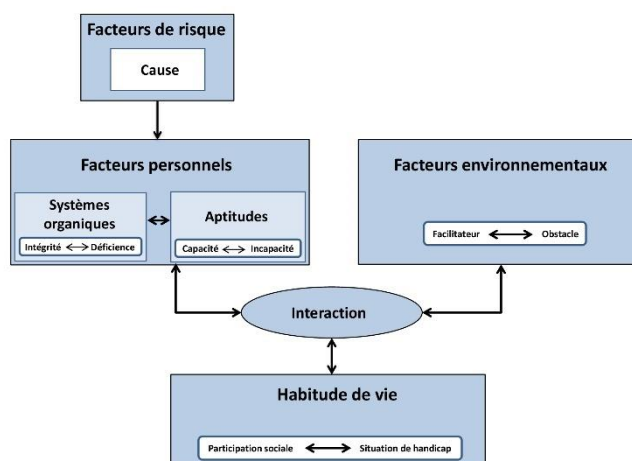 Facteurs de risque
Cause
Facteurs personnels
Systèmes
organiques
Intégrité Déficience
Aptitudes
Capacité Incapacité
Facteurs environnementaux
Facilitateur Obstacle
Interaction
Habitude de vie
Participation sociale Situation de handicap